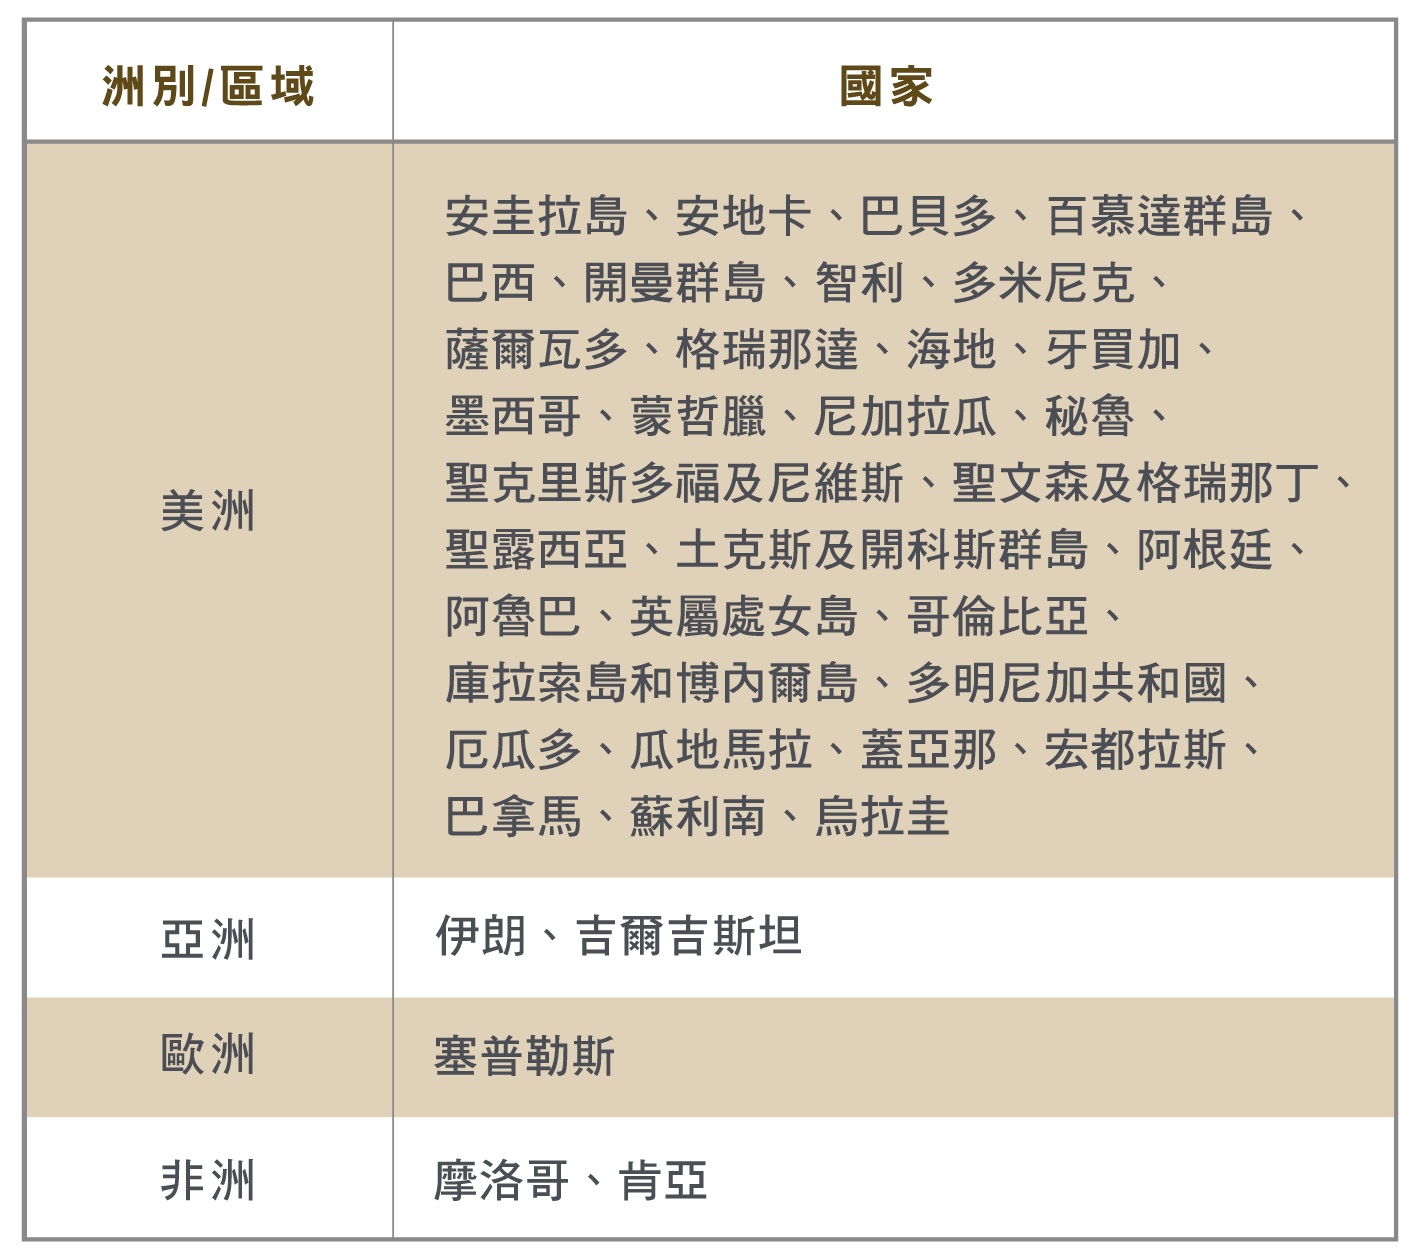 洲別/區域
國家
美洲
安圭拉島、安地卡、巴貝多、百慕達群島、
巴西、開曼群島、智利、多米尼克、
薩爾瓦多、格瑞那達、海地、牙買加、
墨西哥、蒙哲臘、尼加拉瓜、秘魯、
聖克里斯多福及尼維斯、聖文森及格瑞那丁、
聖露西亞、土克斯及開科斯群島、阿根廷、
阿魯巴、英屬處女島、哥倫比亞、
庫拉索島和博內爾島、多明尼加共和國、
厄瓜多、瓜地馬拉、蓋亞那、宏都拉斯、
巴拿馬、蘇利南、烏拉圭
亞洲
伊朗、吉爾吉斯坦
歐洲
塞普勒斯
非洲
摩洛哥、肯亞